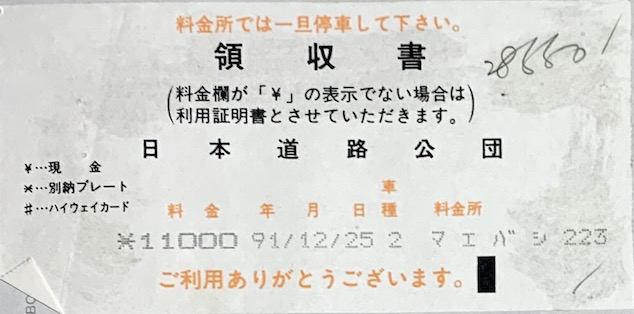 料金所では一旦停車して下さい。
領収書
(料金欄が「¥」の表示でない場合は
利用証明書とさせていただきます。)
日本道路公団
¥…現金
*…別納プレート
#…ハイウェイカード
料金 年 月 日 車種 料金所
*11000 91/12/25 2 マエバシ 223
ご利用ありがとうございます。